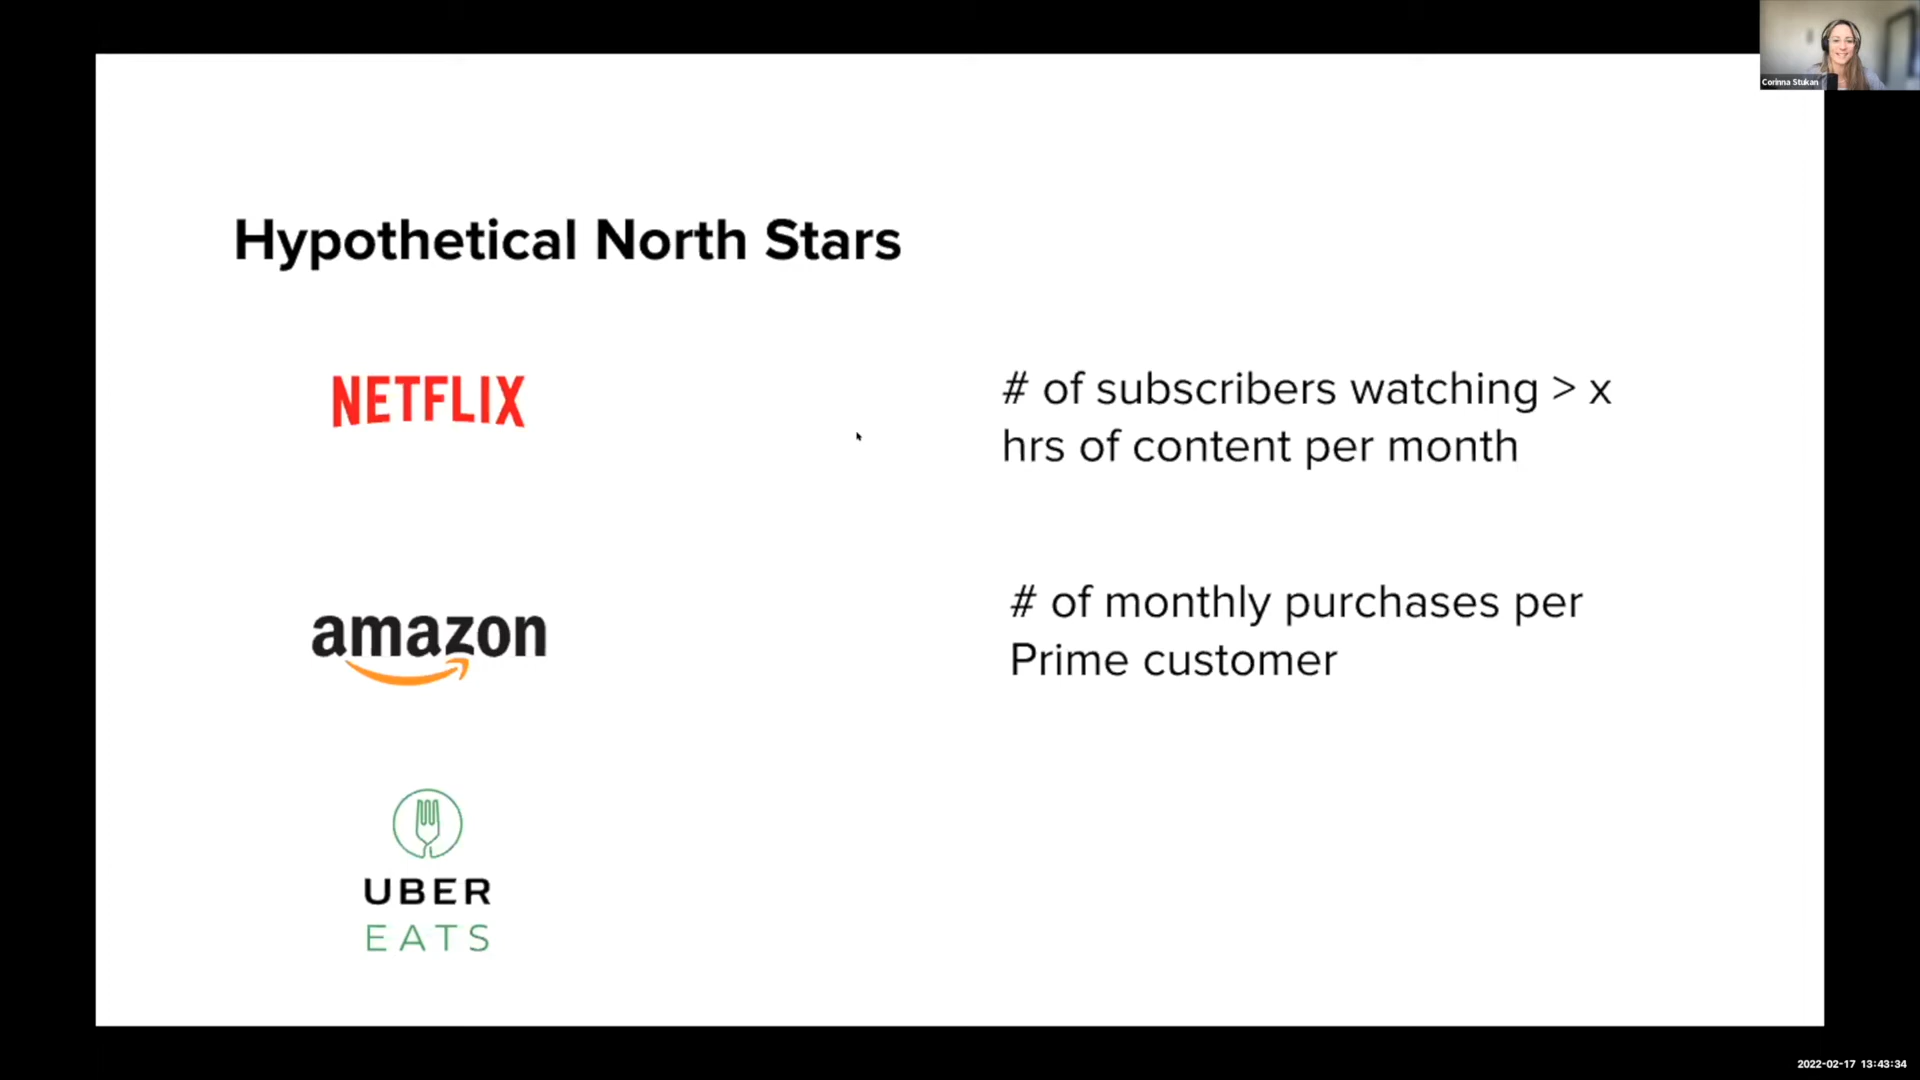 Corinna Stukan
Hypothetical North Stars
NETFLIX
# of subscribers watching > x
hrs of content per month
amazon
# of monthly purchases per
Prime customer
UBER
EATS
2022-02-17 13:43:34